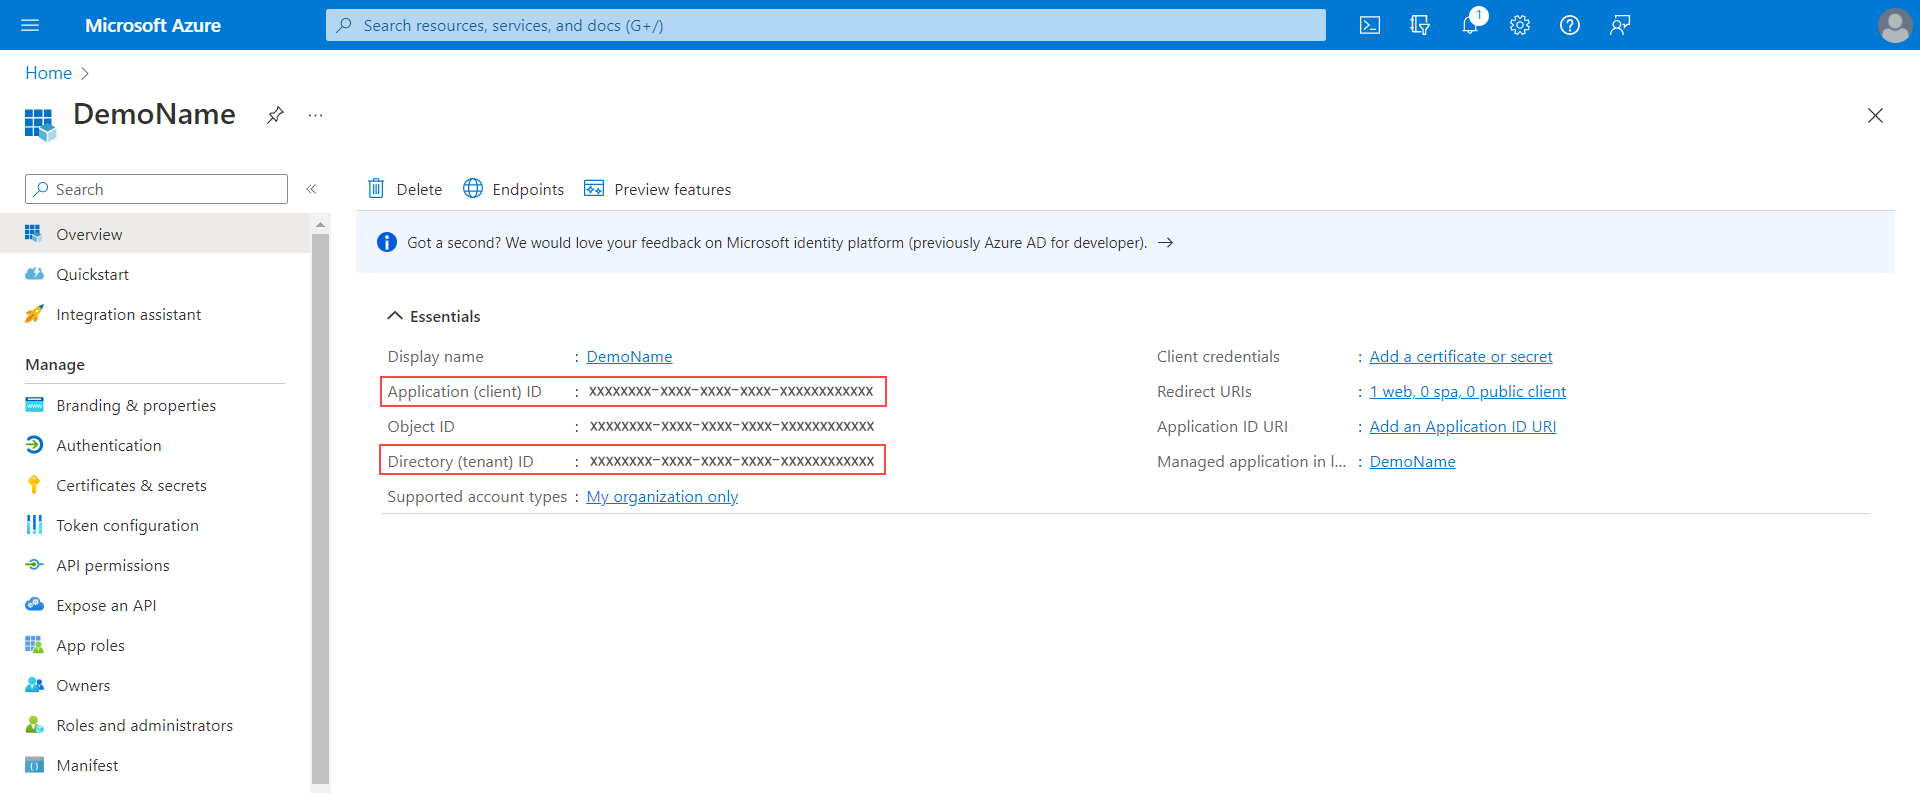 Microsoft Azure
Search resources, services, and docs (G+/)
1
Home
DemoName
...
Search
«
Delete
Endpoints
Preview features
Overview
Quickstart
Integration assistant
Manage
Branding & properties
Authentication
Certificates & secrets
Token configuration
API permissions
Expose an API
App roles
Owners
Roles and administrators
Manifest
Got a second? We would love your feedback on Microsoft identity platform (previously Azure AD for developer). →
Essentials
Display name : DemoName
Application (client) ID : xxxxxxxx-xxxx-xxxx-xxxx-xxxxxxxxxxxx
Object ID : xxxxxxxx-xxxx-xxxx-xxxx-xxxxxxxxxxxx
Directory (tenant) ID : xxxxxxxx-xxxx-xxxx-xxxx-xxxxxxxxxxxx
Supported account types : My organization only
Client credentials : Add a certificate or secret
Redirect URIs : 1 web, 0 spa, 0 public client
Application ID URI : Add an Application ID URI
Managed application in l... : DemoName